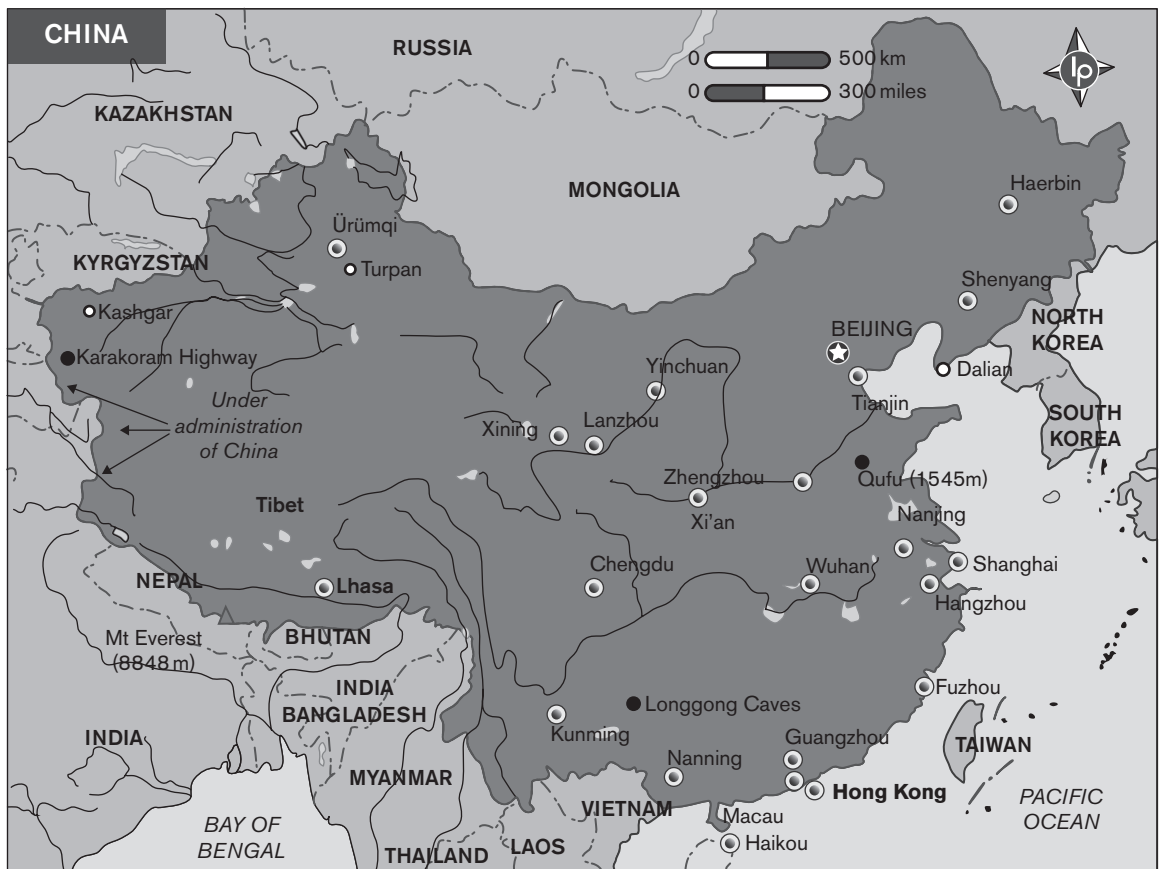 CHINA
RUSSIA
0 500 km
0 300 miles
lp
KAZAKHSTAN
MONGOLIA
Haerbin
Ürümqi
Turpan
KYRGYZSTAN
Shenyang
Kashgar
NORTH
KOREA
BEIJING
Karakoram Highway
Yinchuan
Dalian
Tianjin
Under
administration
of China
Lanzhou
Xining
SOUTH
KOREA
Zhengzhou
Qufu (1545m)
Tibet
Xi'an
Nanjing
Chengdu
Wuhan
Shanghai
NEPAL
Lhasa
Hangzhou
Mt Everest
(8848 m)
BHUTAN
INDIA
BANGLADESH
Fuzhou
Longgong Caves
Kunming
Guangzhou
INDIA
TAIWAN
Nanning
MYANMAR
Hong Kong
VIETNAM
Macau
PACIFIC
OCEAN
BAY OF
BENGAL
THAILAND
LAOS
Haikou